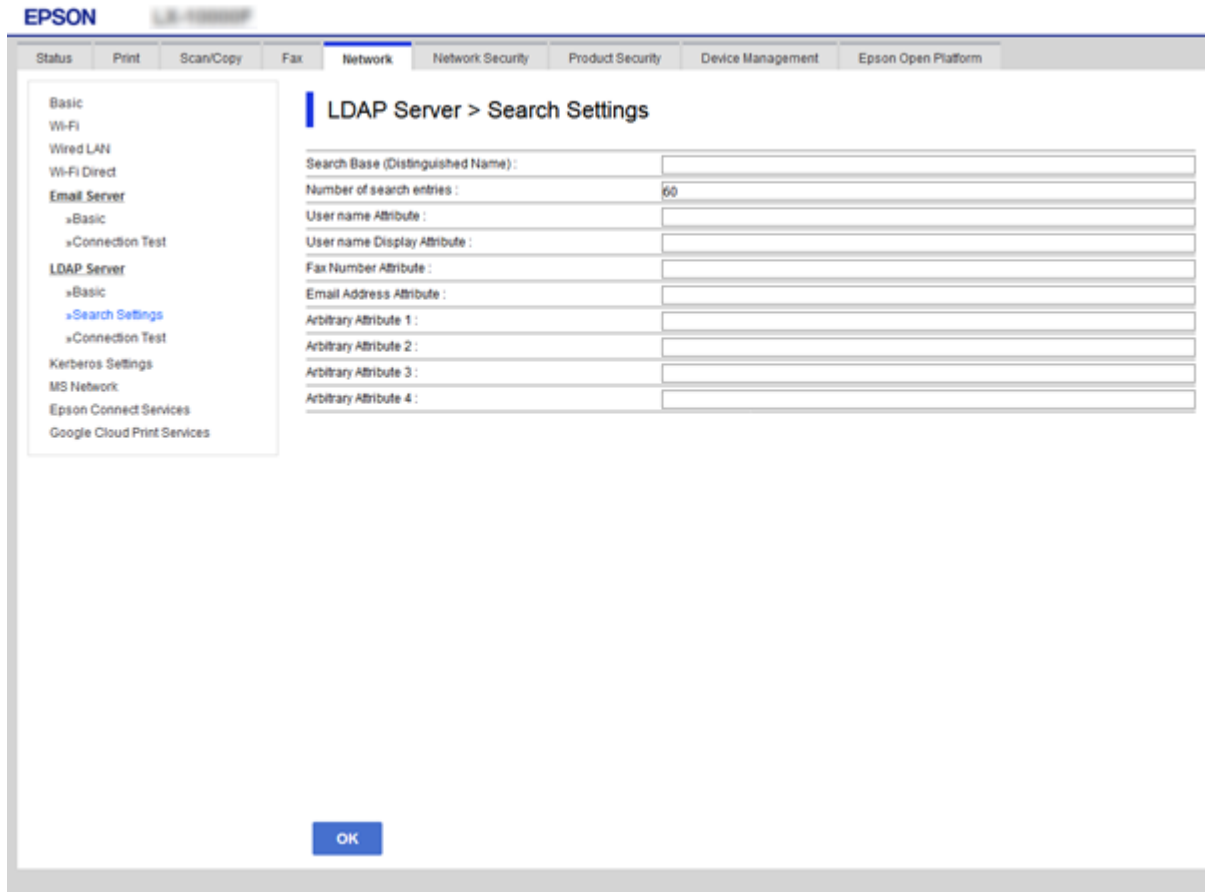 EPSON
Status Print Scan/Copy Fax Network Network Security Product Security Device Management Epson Open Platform
Basic
Wi-Fi
Wired LAN
Wi-Fi Direct
Email Server
»Basic
»Connection Test
LDAP Server
»Basic
»Search Settings
»Connection Test
Kerberos Settings
MS Network
Epson Connect Services
Google Cloud Print Services
LDAP Server > Search Settings
Search Base (Distinguished Name) :
Number of search entries : 60
User name Attribute :
User name Display Attribute :
Fax Number Attribute :
Email Address Attribute :
Arbitrary Attribute 1 :
Arbitrary Attribute 2 :
Arbitrary Attribute 3 :
Arbitrary Attribute 4 :
OK